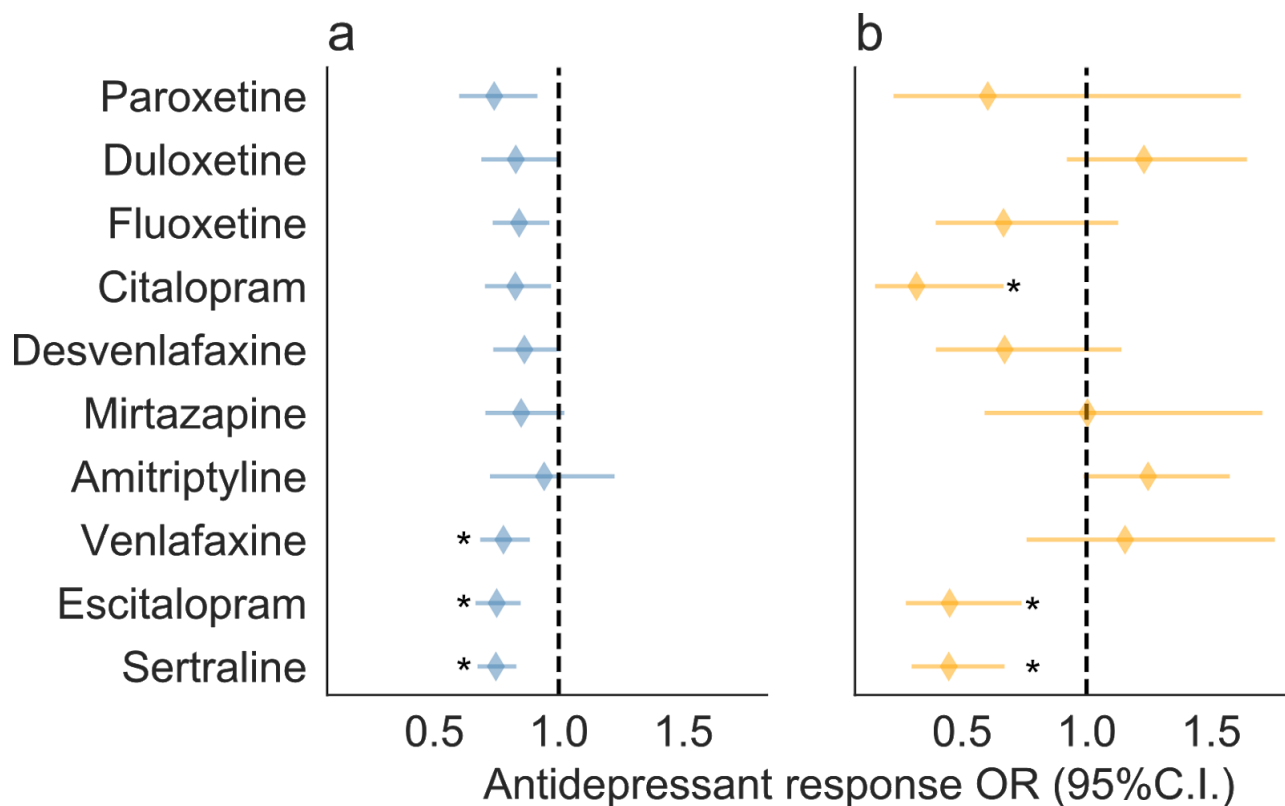 a b
Paroxetine
Duloxetine
Fluoxetine
Citalopram *
Desvenlafaxine
Mirtazapine
Amitriptyline
Venlafaxine *
Escitalopram * *
Sertraline * *
0.5 1.0 1.5 0.5 1.0 1.5
Antidepressant response OR (95%C.I.)